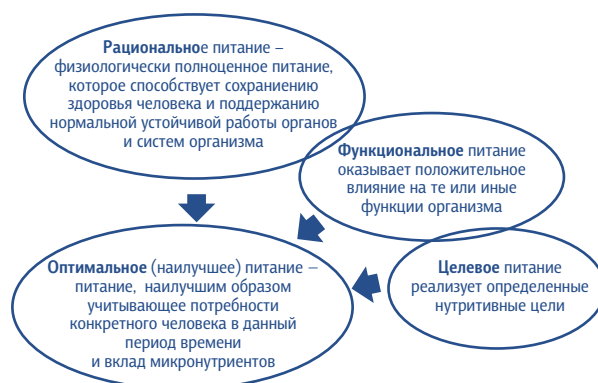 Рациональное питание –
физиологически полноценное питание,
которое способствует сохранению
здоровья человека и поддержанию
нормальной устойчивой работы органов
и систем организма
Функциональное питание
оказывает положительное
влияние на те или иные
функции организма
Оптимальное (наилучшее) питание –
питание, наилучшим образом
учитывающее потребности
конкретного человека в данный
период времени
и вклад микронутриентов
Целевое питание
реализует определенные
нутритивные цели